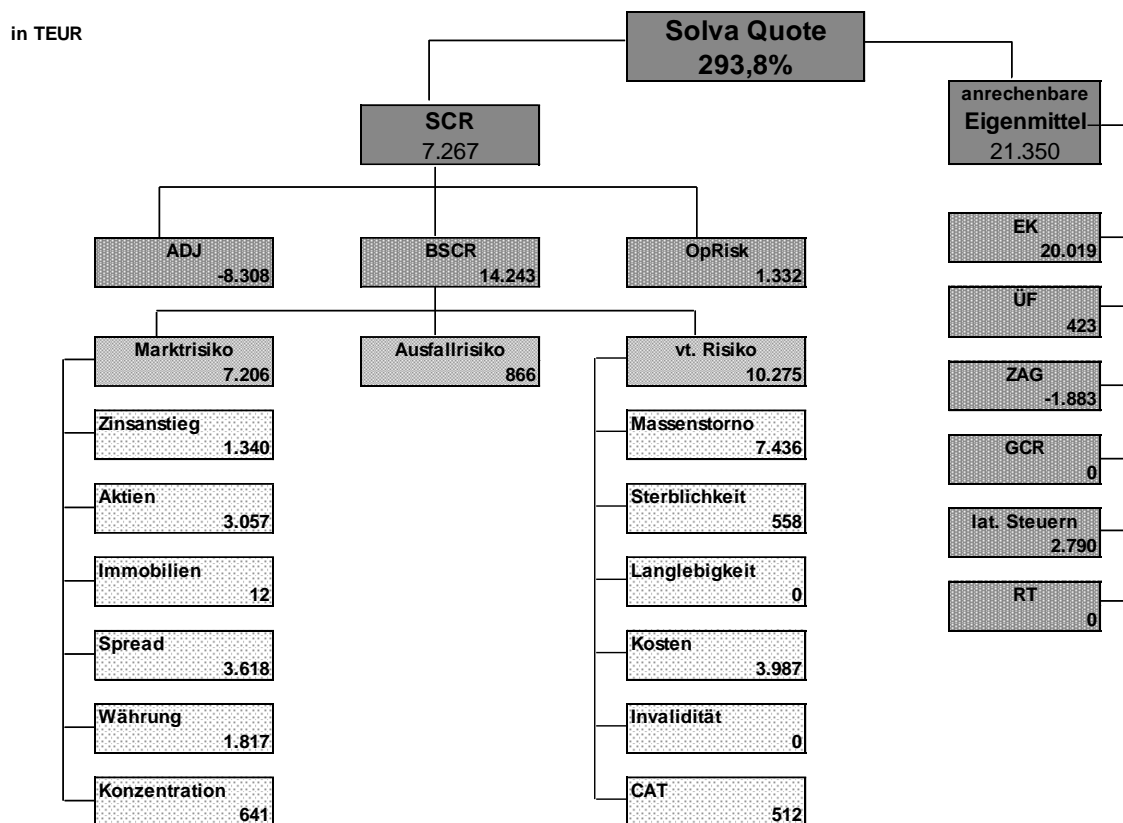 in TEUR
Solva Quote
293,8%
SCR
7.267
anrechenbare
Eigenmittel
21.350
ADJ
-8.308
BSCR
14.243
OpRisk
1.332
Marktrisiko
7.206
Ausfallrisiko
866
vt. Risiko
10.275
Zinsanstieg
1.340
Aktien
3.057
Immobilien
12
Spread
3.618
Währung
1.817
Konzentration
641
Massenstorno
7.436
Sterblichkeit
558
Langlebigkeit
0
Kosten
3.987
Invalidität
0
CAT
512
EK
20.019
ÜF
423
ZAG
-1.883
GCR
0
lat. Steuern
2.790
RT
0